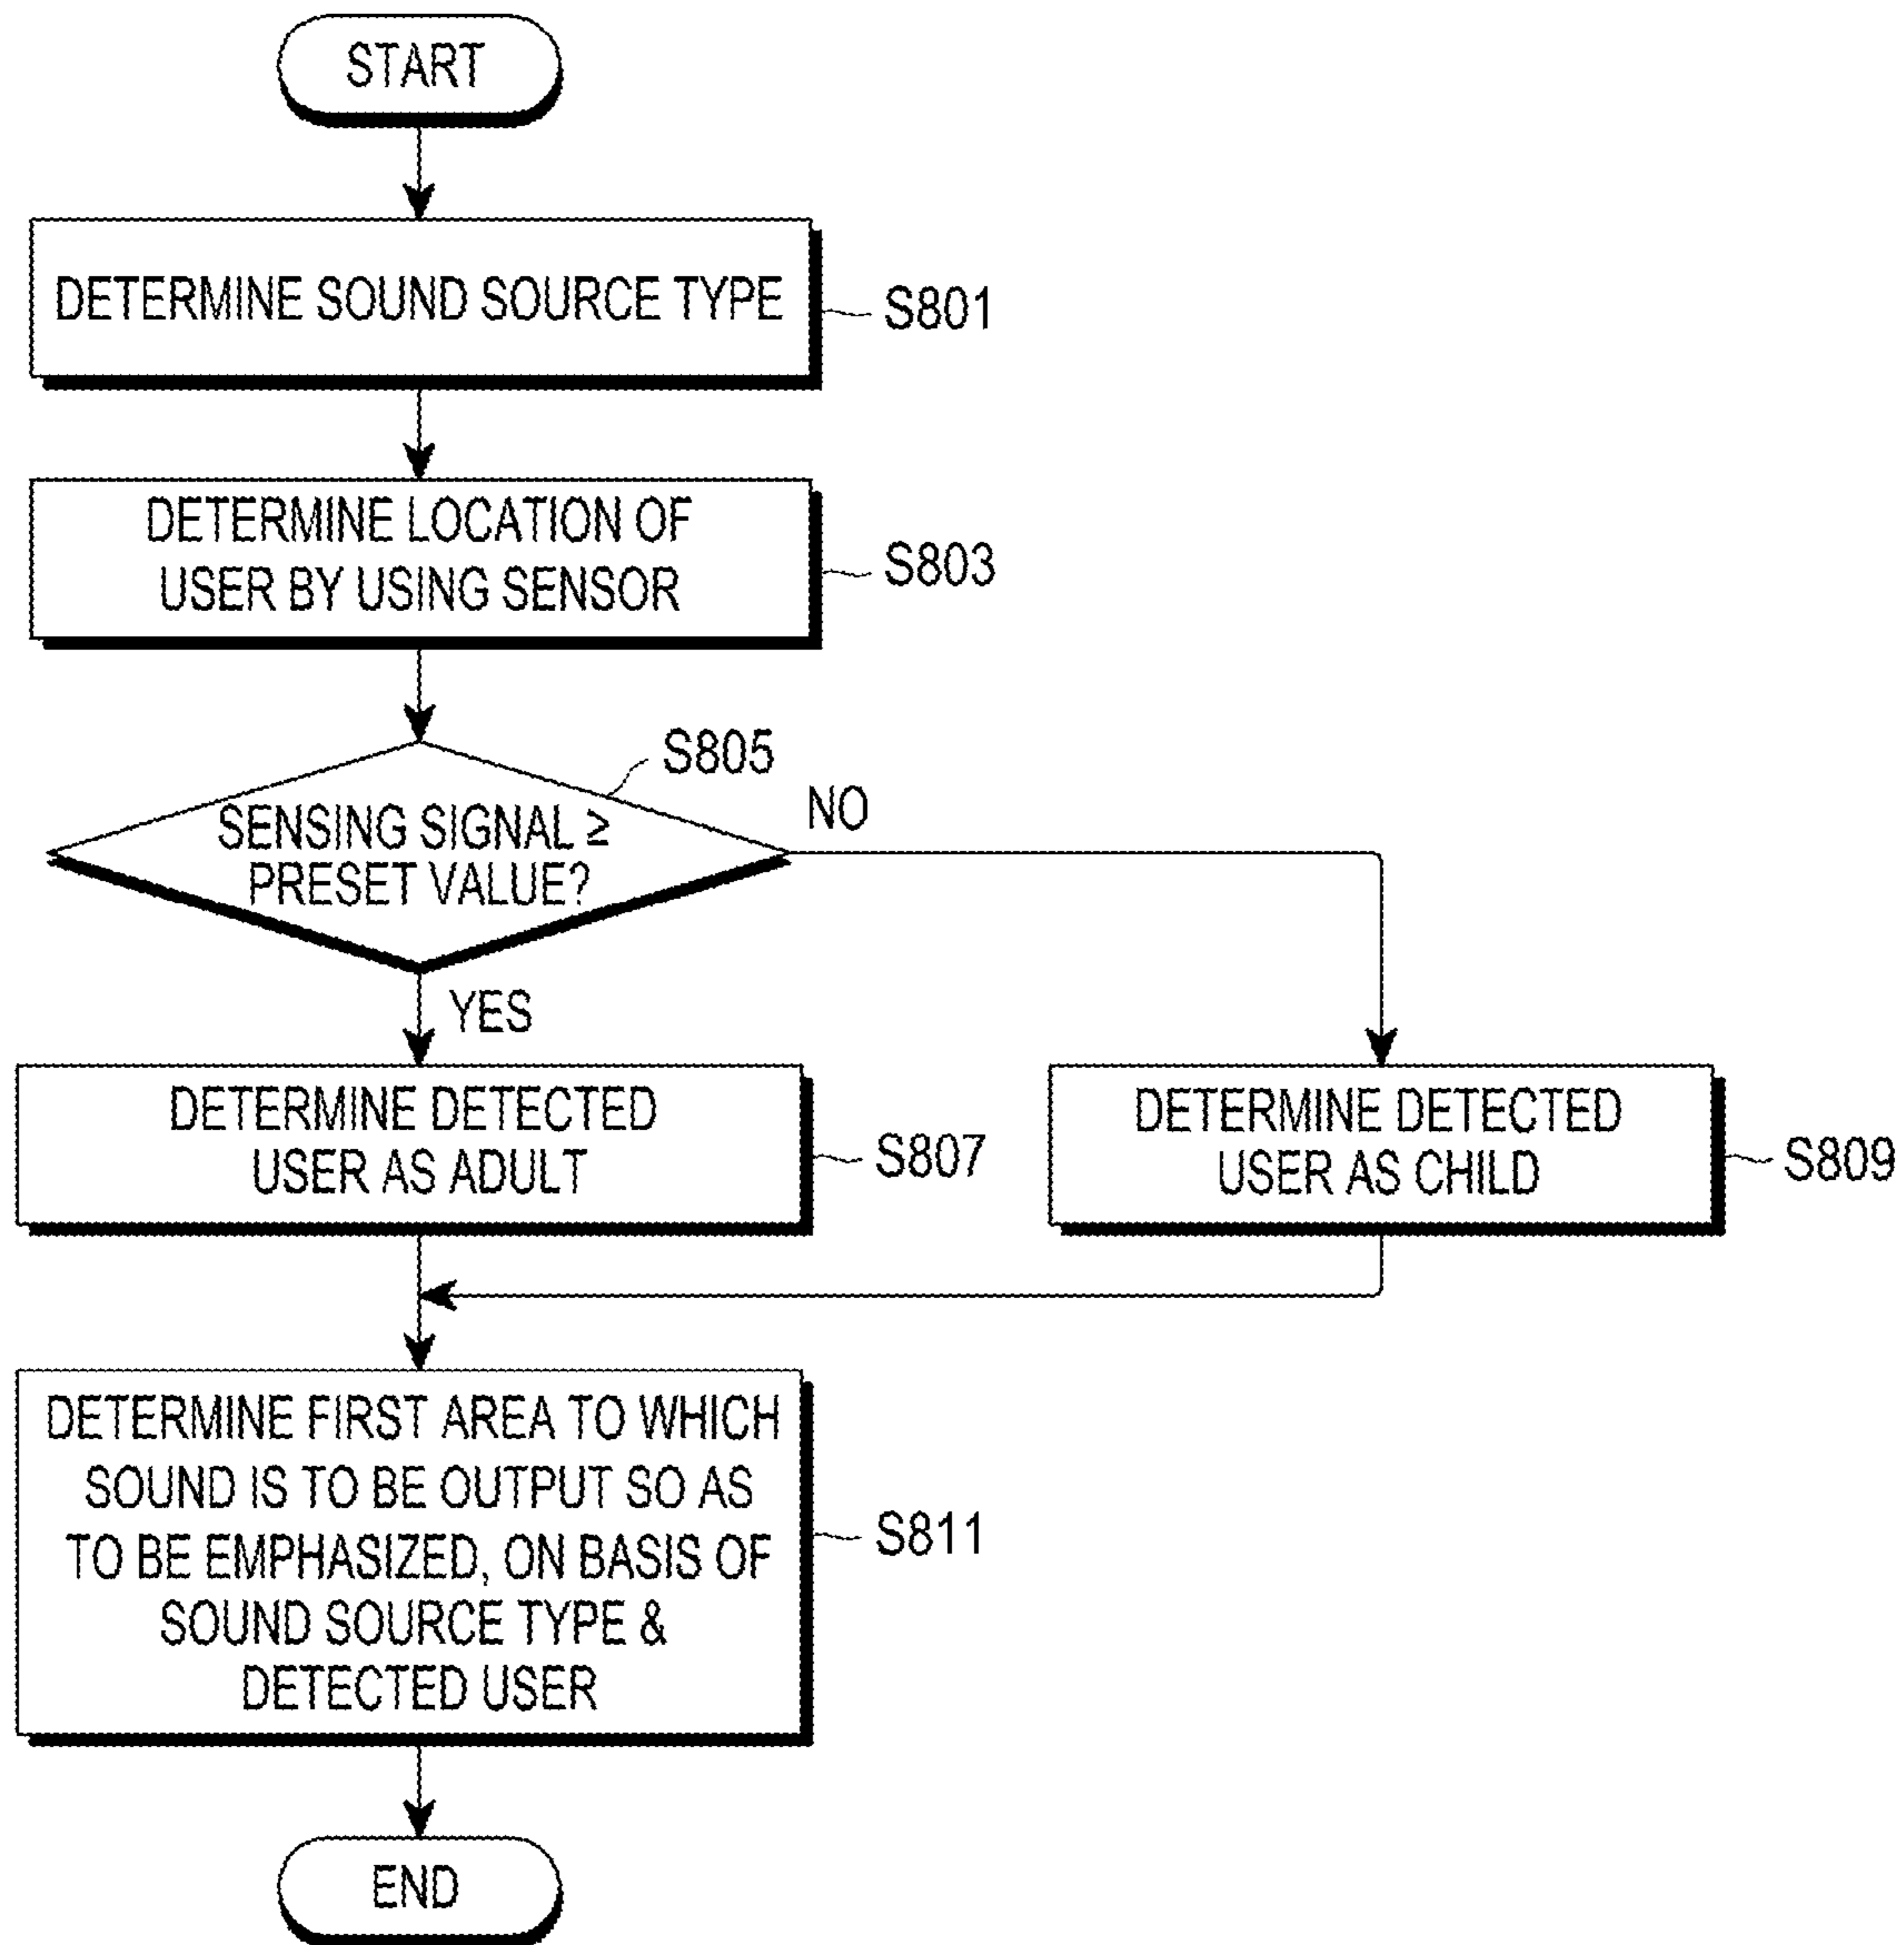 START
DETERMINE SOUND SOURCE TYPE
S801
DETERMINE LOCATION OF
USER BY USING SENSOR
S803
S805
SENSING SIGNAL ≥
PRESET VALUE?
NO
YES
DETERMINE DETECTED
USER AS ADULT
S807
DETERMINE DETECTED
USER AS CHILD
S809
DETERMINE FIRST AREA TO WHICH
SOUND IS TO BE OUTPUT SO AS
TO BE EMPHASIZED, ON BASIS OF
SOUND SOURCE TYPE &
DETECTED USER
S811
END